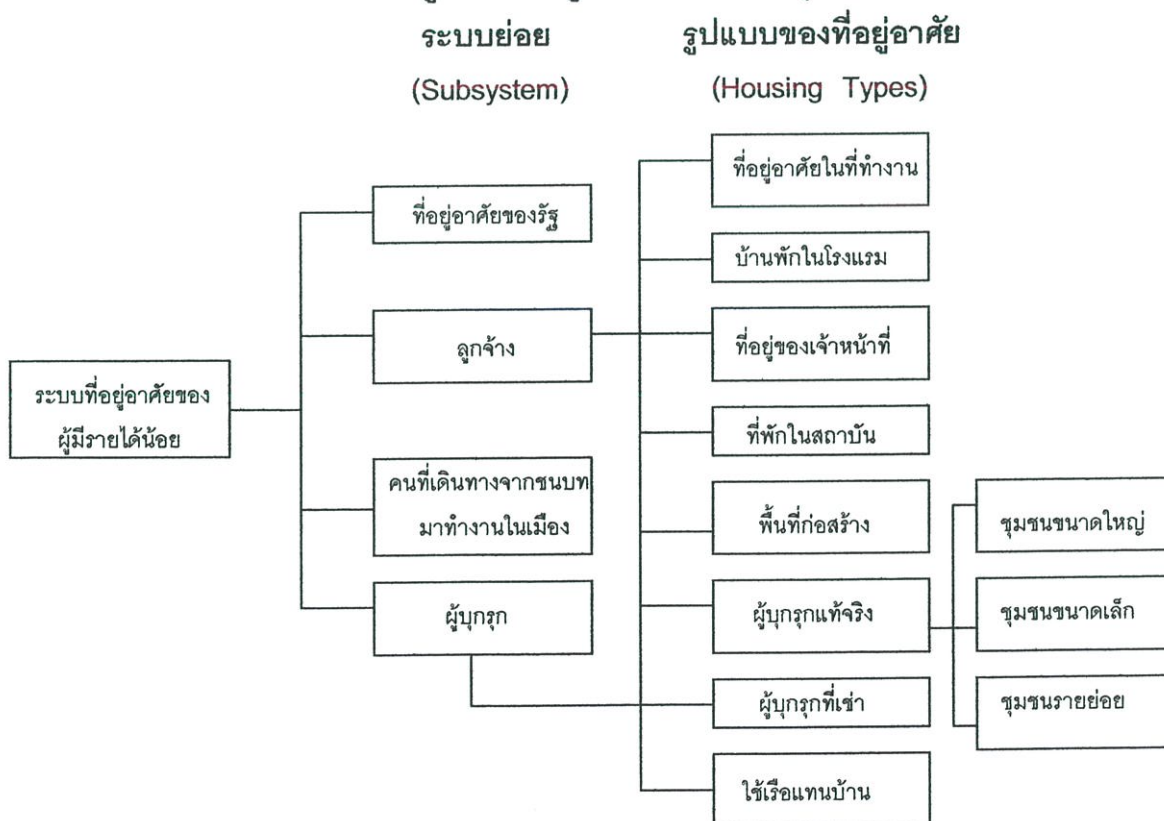 ระบบย่อย
รูปแบบของที่อยู่อาศัย
(Subsystem)
(Housing Types)
ที่อยู่อาศัยในที่ทำงาน
ที่อยู่อาศัยของรัฐ
บ้านพักในโรงแรม
ลูกจ้าง
ที่อยู่ของเจ้าหน้าที่
ระบบที่อยู่อาศัยของ
ผู้มีรายได้น้อย
ที่พักในสถาบัน
คนที่เดินทางจากชนบท
มาทำงานในเมือง
พื้นที่ก่อสร้าง
ชุมชนขนาดใหญ่
ผู้บุกรุก
ผู้บุกรุกแท้จริง
ชุมชนขนาดเล็ก
ผู้บุกรุกที่เช่า
ชุมชนรายย่อย
ใช้เรือแทนบ้าน